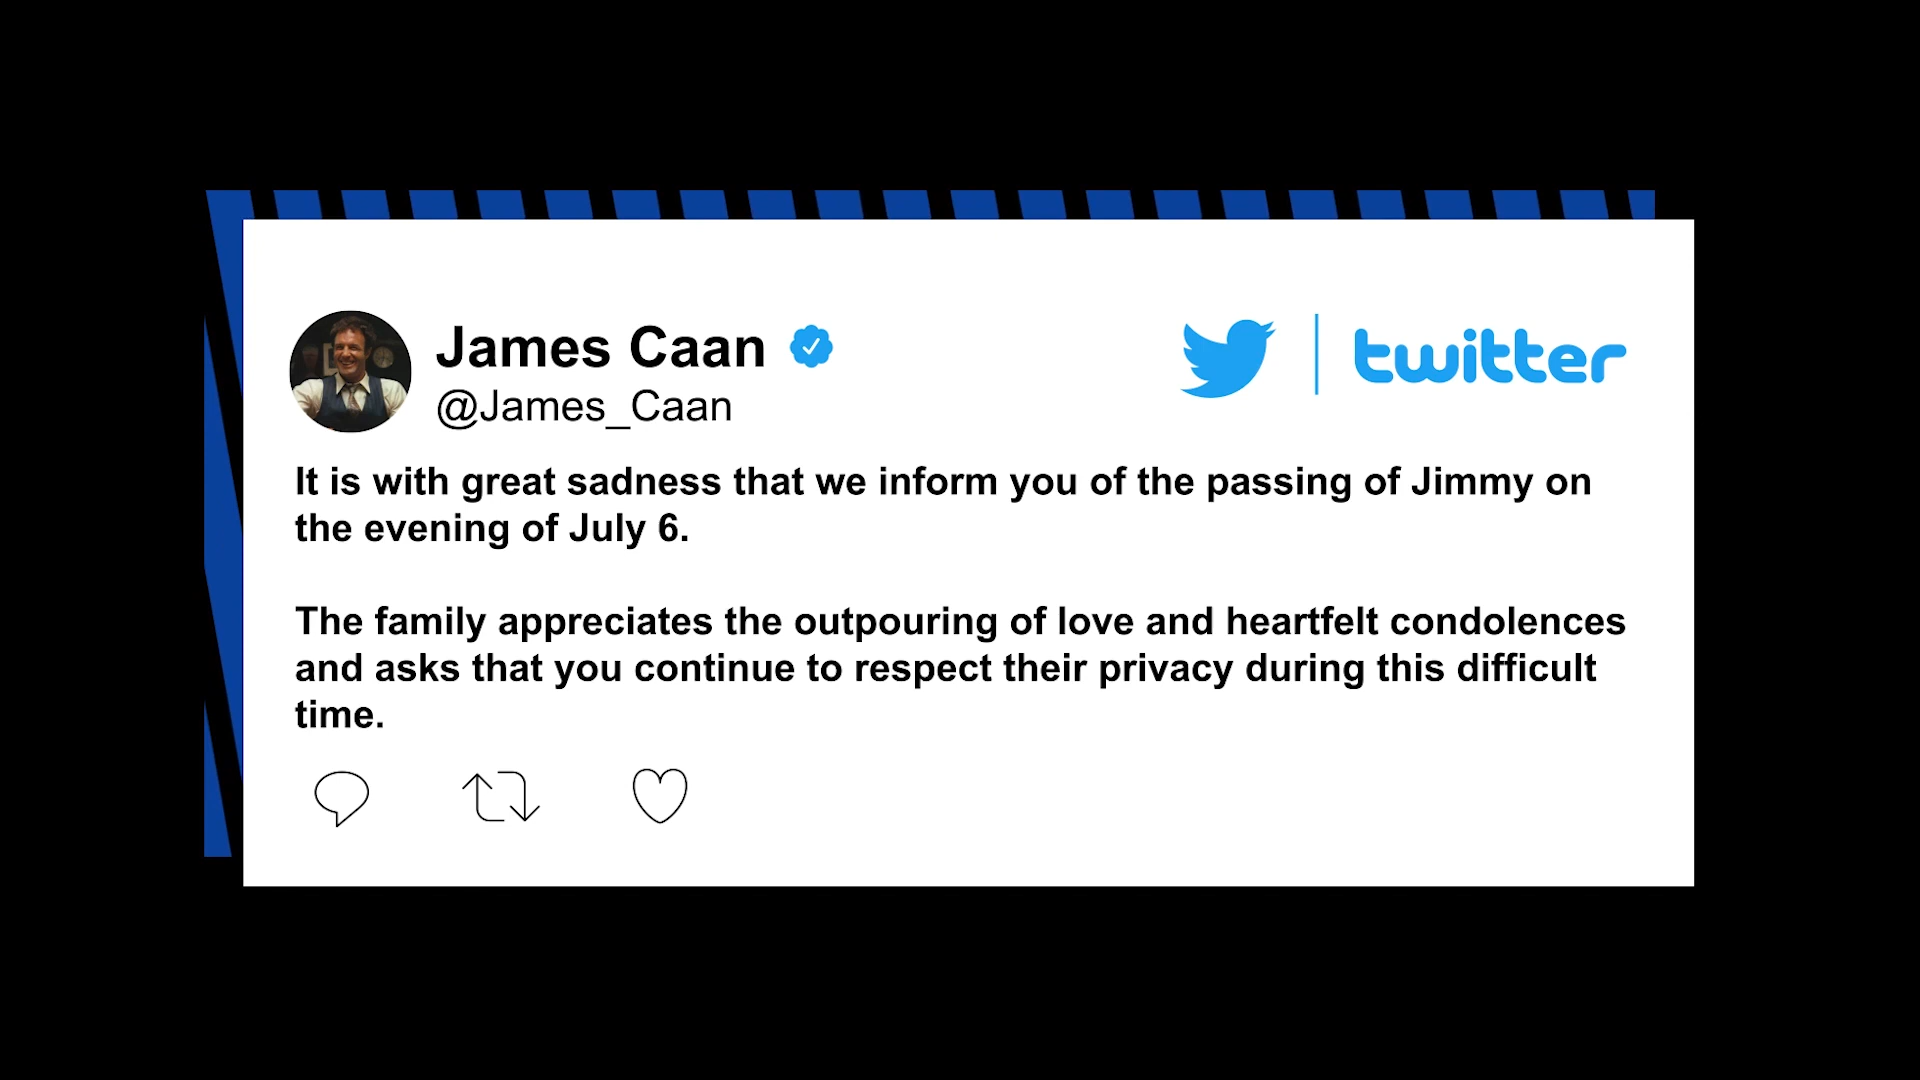 James Caan
@James_Caan
twitter
It is with great sadness that we inform you of the passing of Jimmy on
the evening of July 6.
The family appreciates the outpouring of love and heartfelt condolences
and asks that you continue to respect their privacy during this difficult
time.